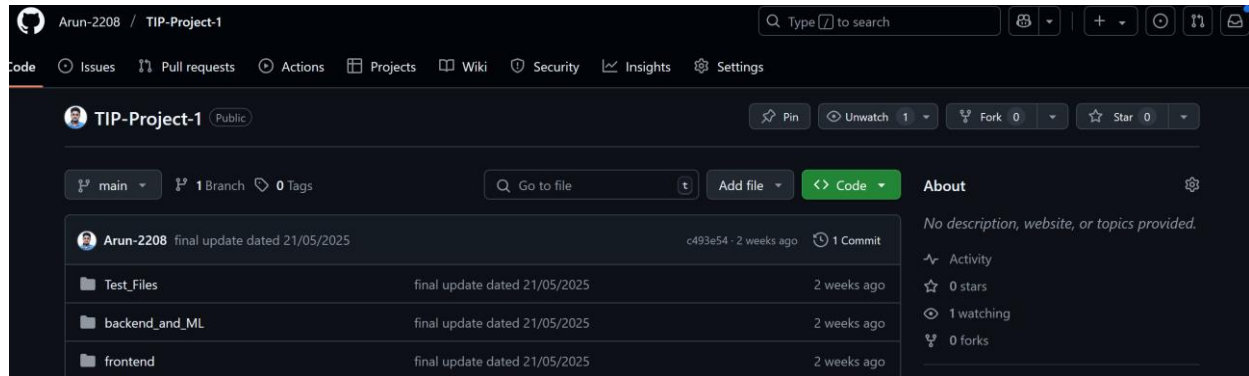 Arun-2208 / TIP-Project-1 Type / to search
Code Issues Pull requests Actions Projects Wiki Security Insights Settings
TIP-Project-1 Public Pin Unwatch 1 Fork 0 Star 0
main 1 Branch 0 Tags Go to file t Add file <> Code About
No description, website, or topics provided.
Arun-2208 final update dated 21/05/2025 c493e54 · 2 weeks ago 1 Commit
Activity
Test_Files final update dated 21/05/2025 2 weeks ago 0 stars
1 watching
backend_and_ML final update dated 21/05/2025 2 weeks ago
0 forks
frontend final update dated 21/05/2025 2 weeks ago